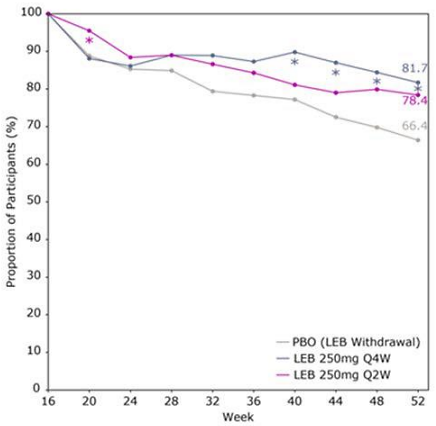 100
90
80
70
60
50
40
30
20
10
0
Proportion of Participants (%)
*
* * * *
81.7
78.4
66.4
PBO (LEB Withdrawal)
LEB 250mg Q4W
LEB 250mg Q2W
16 20 24 28 32 36 40 44 48 52
Week